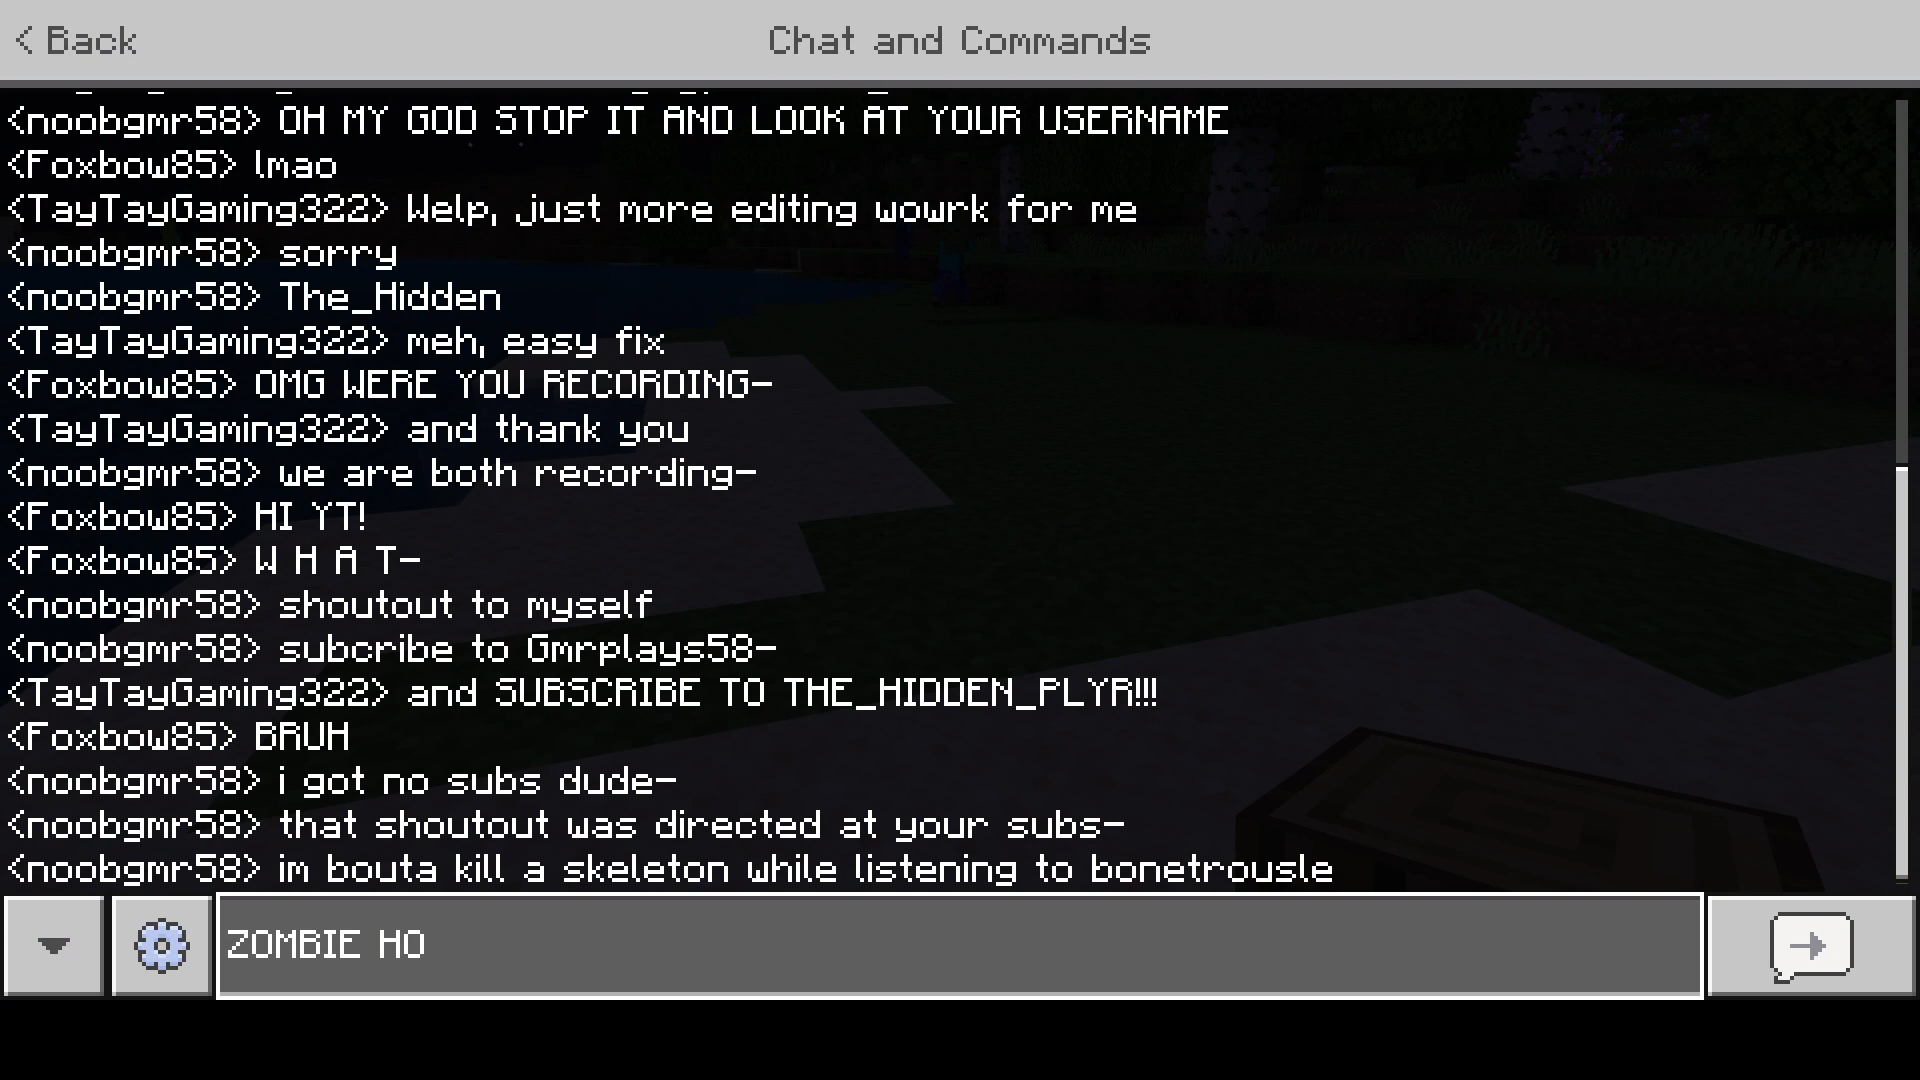 Back
Chat and Commands
<noobgmr58> OH MY GOD STOP IT AND LOOK AT YOUR USERNAME
<Foxbow85> lmao
<TayTayGaming322> Welp, just more editing wowrk for me
<noobgmr58> sorry
<noobgmr58> The_Hidden
<TayTayGaming322> meh, easy fix
<Foxbow85> OMG WERE YOU RECORDING-
<TayTayGaming322> and thank you
<noobgmr58> we are both recording-
<Foxbow85> HI YT!
<Foxbow85> W H A T-
<noobgmr58> shoutout to myself
<noobgmr58> subcribe to Gmrplays58-
<TayTayGaming322> and SUBSCRIBE TO THE_HIDDEN_PLYR!!!
<Foxbow85> BRUH
<noobgmr58> i got no subs dude-
<noobgmr58> that shoutout was directed at your subs-
<noobgmr58> im bouta kill a skeleton while listening to bonetrousle
ZOMBIE HO